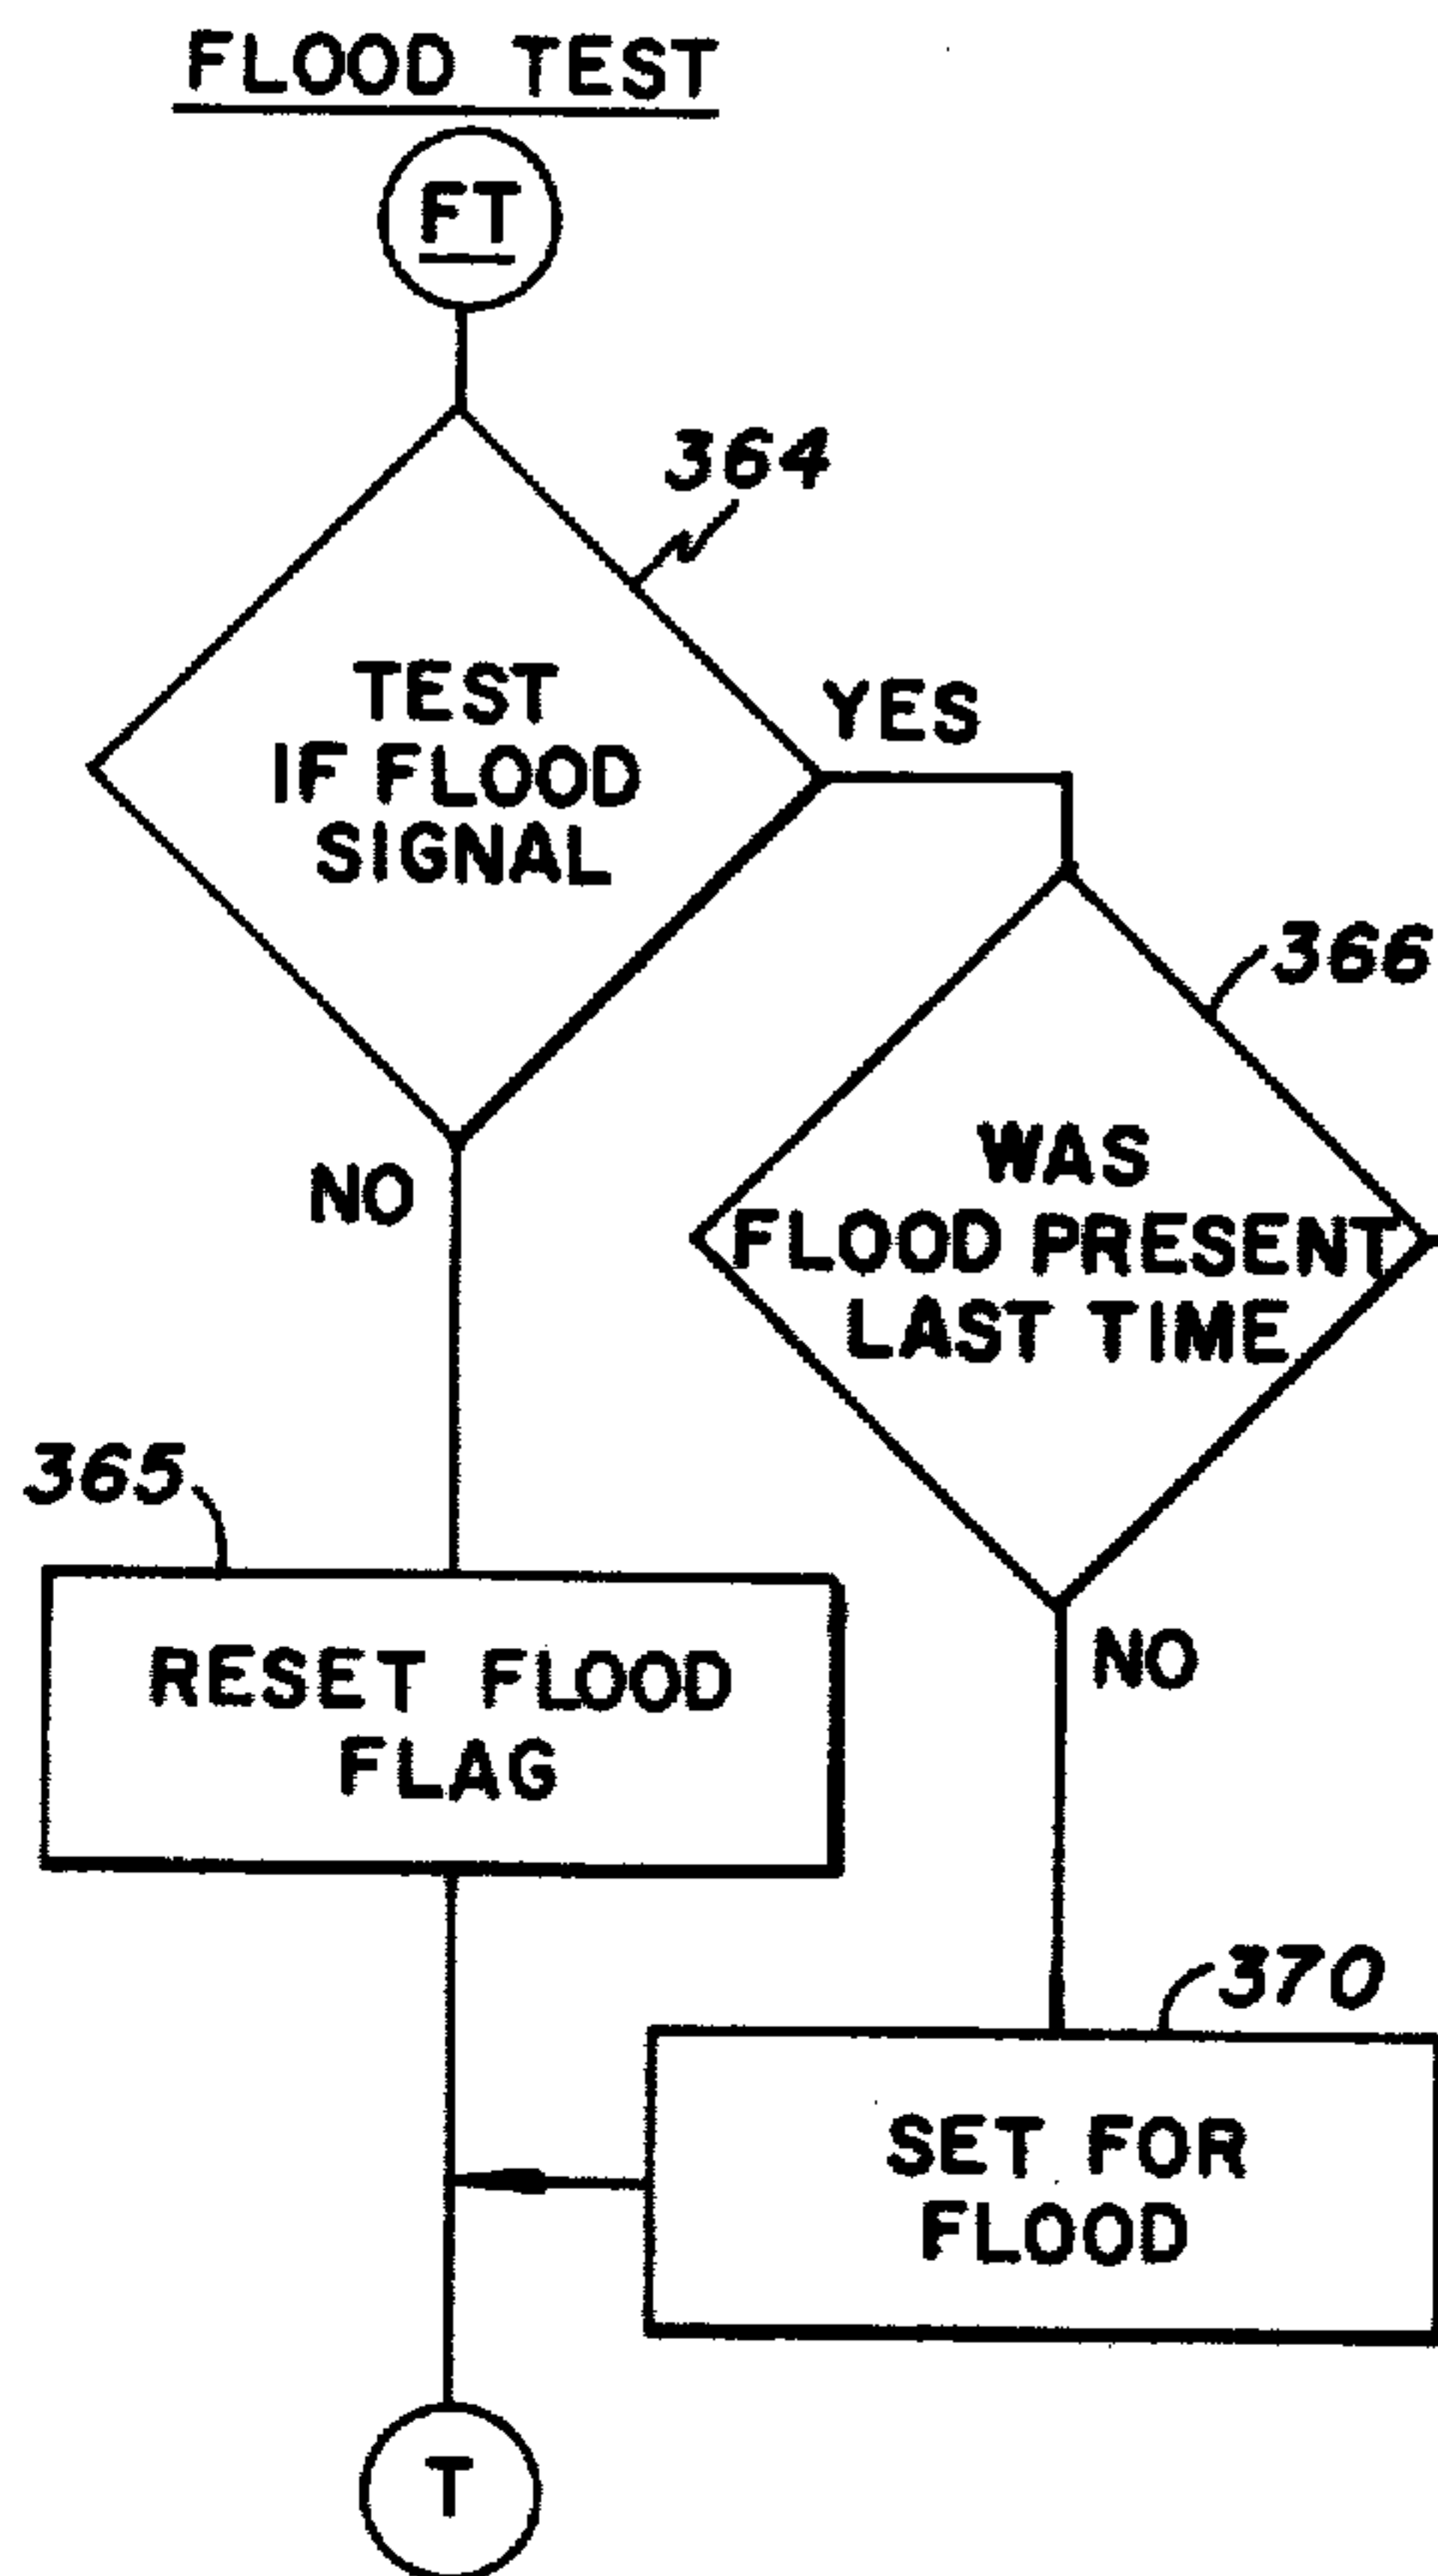 FLOOD TEST
FT
364
TEST
IF FLOOD
SIGNAL
YES
366
WAS
FLOOD PRESENT
LAST TIME
NO
365
RESET FLOOD
FLAG
NO
370
SET FOR
FLOOD
T